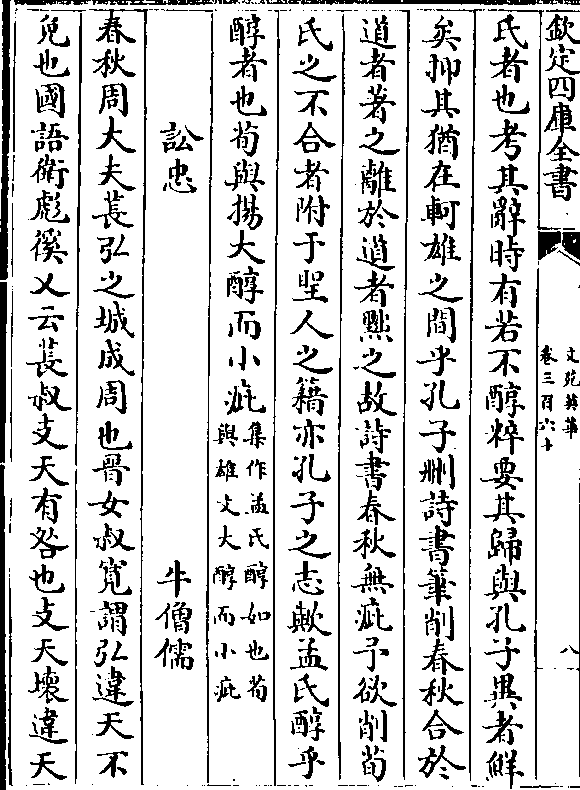 欽定四庫全書
文苑英華
卷三百六十
八
氏者也考其辭時有若不醇粹要其歸與孔子異者鮮
矣抑其猶在軻雄之間乎孔子刪詩書筆削春秋合於
道者著之離於道者黜之故詩書春秋無疵予欲削荀
氏之不合者附于聖人之籍亦孔子之志歟孟氏醇乎
醇者也荀與揚大醇而小疵集作孟氏醇如也荀
與雄又大醇而小疵
訟忠 牛僧儒
春秋周大夫萇弘之城成周也晉女叔寛謂弘違天不
免也國語衛彪徯乂云萇叔支天有咎也支天壞違天